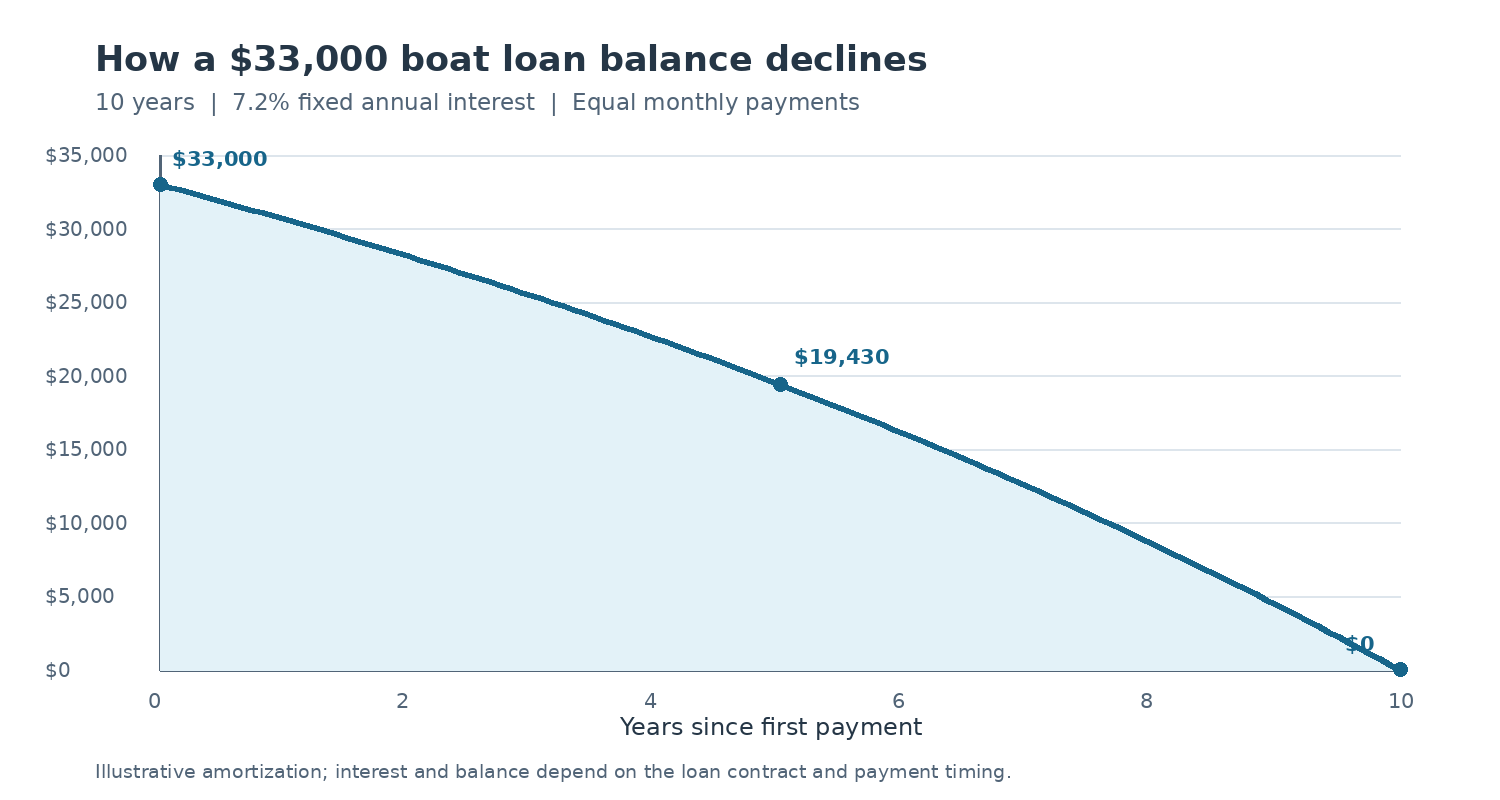 How a $33,000 boat loan balance declines
10 years | 7.2% fixed annual interest | Equal monthly payments
$35,000
$33,000
$30,000
$25,000
$19,430
$20,000
$15,000
$10,000
$5,000
$0
$0
0 2 4 6 8 10
Years since first payment
Illustrative amortization; interest and balance depend on the loan contract and payment timing.